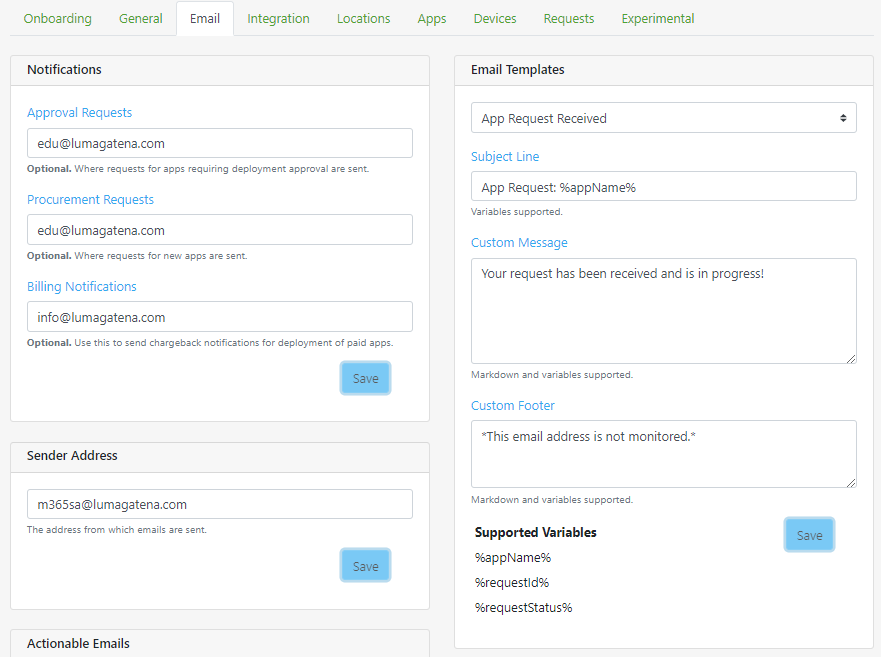 Onboarding General Email Integration Locations Apps Devices Requests Experimental
Notifications
Approval Requests
edu@lumagatena.com
Optional. Where requests for apps requiring deployment approval are sent.
Procurement Requests
edu@lumagatena.com
Optional. Where requests for new apps are sent.
Billing Notifications
info@lumagatena.com
Optional. Use this to send chargeback notifications for deployment of paid apps.
Save
Sender Address
m365sa@lumagatena.com
The address from which emails are sent.
Save
Actionable Emails
Email Templates
App Request Received
Subject Line
App Request: %appName%
Variables supported.
Custom Message
Your request has been received and is in progress!
Markdown and variables supported.
Custom Footer
*This email address is not monitored.*
Markdown and variables supported.
Supported Variables
Save
%appName%
%requestId%
%requestStatus%